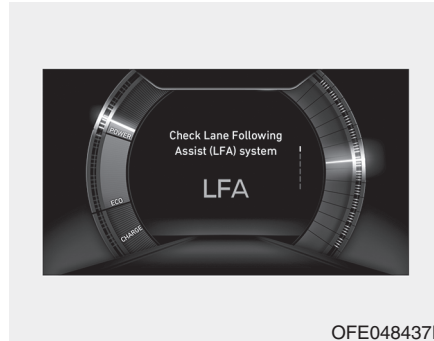 POWER
ECO
CHARGE
Check Lane Following
Assist (LFA) system
LFA
OFE048437